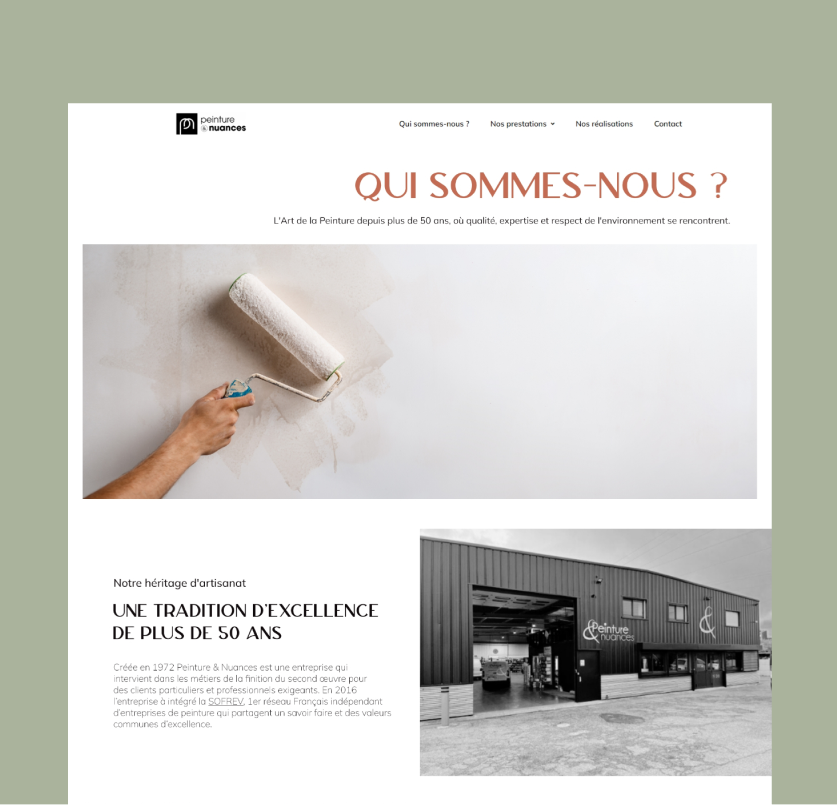 peinture
& nuances
Qui sommes-nous ?
Nos prestations
Nos réalisations
Contact
QUI SOMMES-NOUS ?
L'Art de la Peinture depuis plus de 50 ans, où qualité, expertise et respect de l'environnement se rencontrent.
Notre héritage d'artisanat
UNE TRADITION D'EXCELLENCE
DE PLUS DE 50 ANS
Créée en 1972 Peinture & Nuances est une entreprise qui
intervient dans les métiers de la finition du second œuvre pour
des clients particuliers et professionnels exigeants. En 2016
l'entreprise à intégré la SOFREV, 1er réseau Français indépendant
d'entreprises de peinture qui partagent un savoir faire et des valeurs
communes d'excellence.
& Peinture
nuances
&